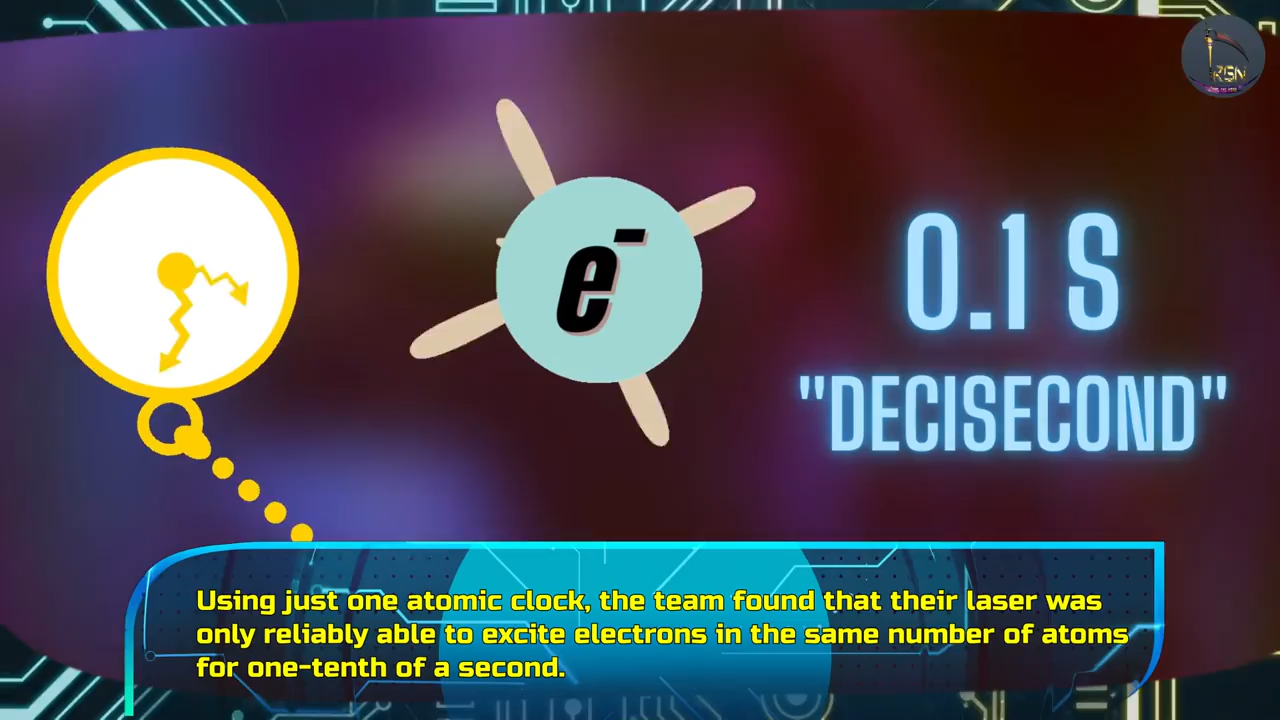 RSN
e-
0.1 S
"DECISECOND"
Using just one atomic clock, the team found that their laser was
only reliably able to excite electrons in the same number of atoms
for one-tenth of a second.